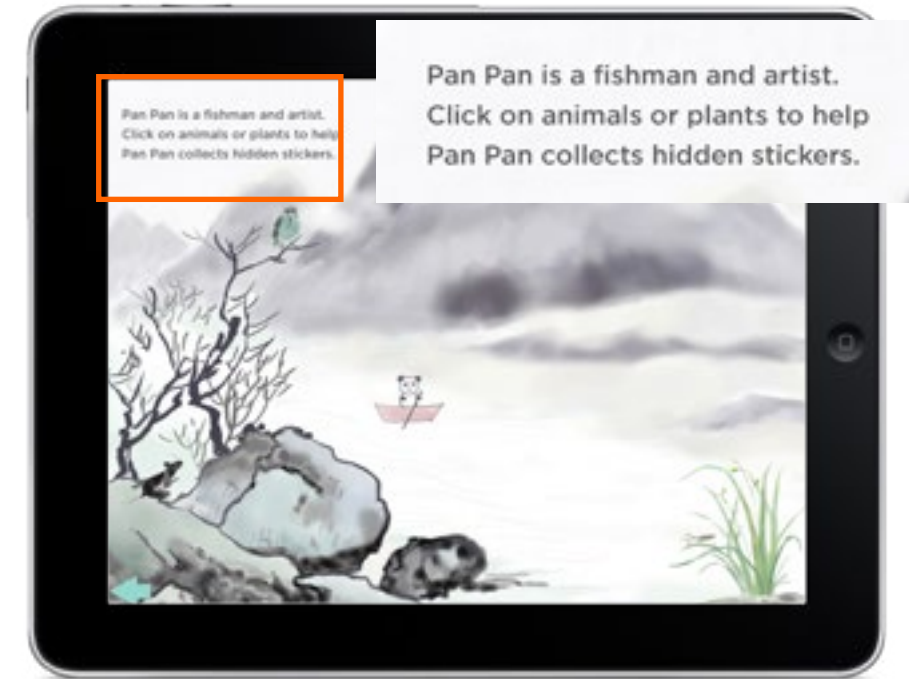 Pan Pan is a fishman and artist.
Click on animals or plants to help
Pan Pan collects hidden stickers.
Pan Pan is a fishman and artist.
Click on animals or plants to help
Pan Pan collects hidden stickers.